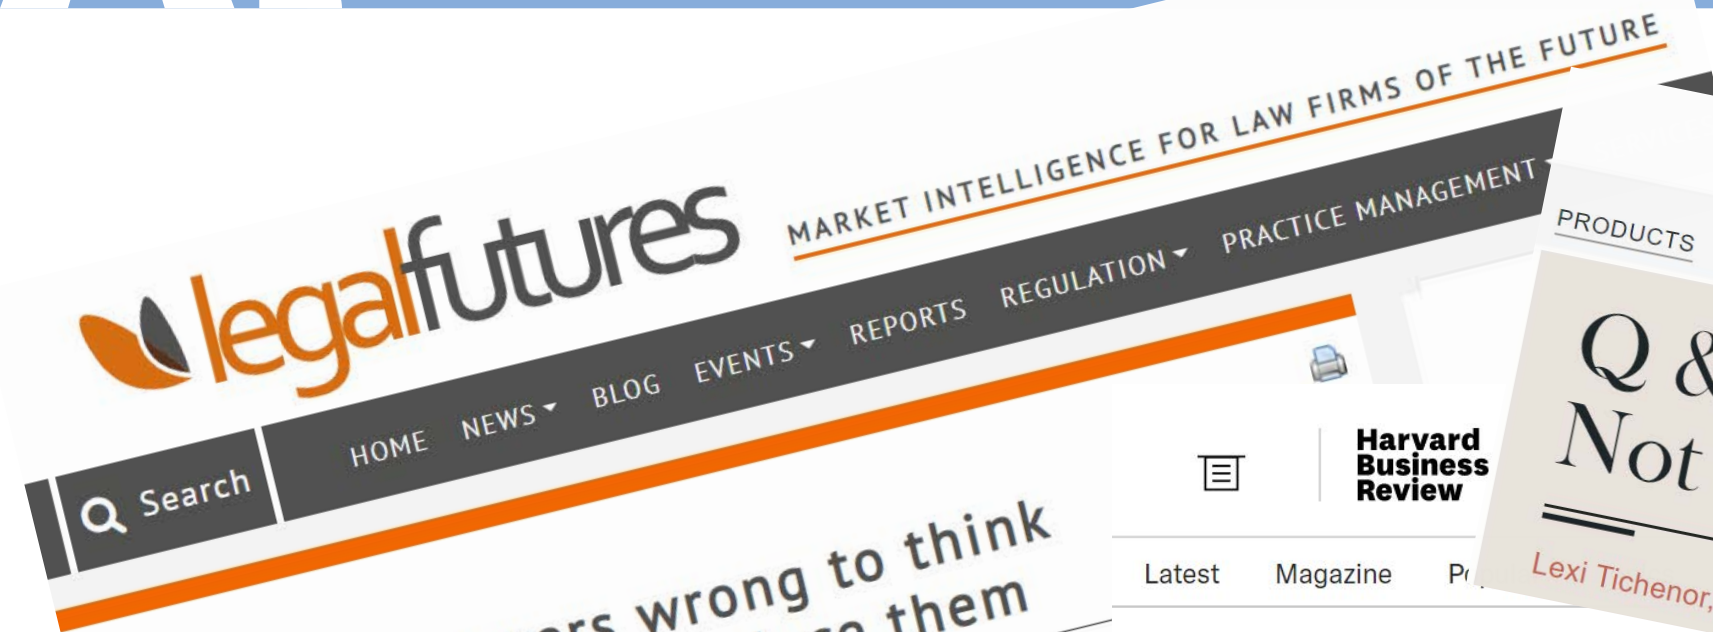 MARKET INTELLIGENCE FOR LAW FIRMS OF THE FUTURE
legalfutures
Search
HOME NEWS BLOG EVENTS REPORTS REGULATION PRACTICE MANAGEMENT
wrong to think
them
Harvard
Business
Review
Latest Magazine
PRODUCTS
Q &
Not
Lexi Tichenor,